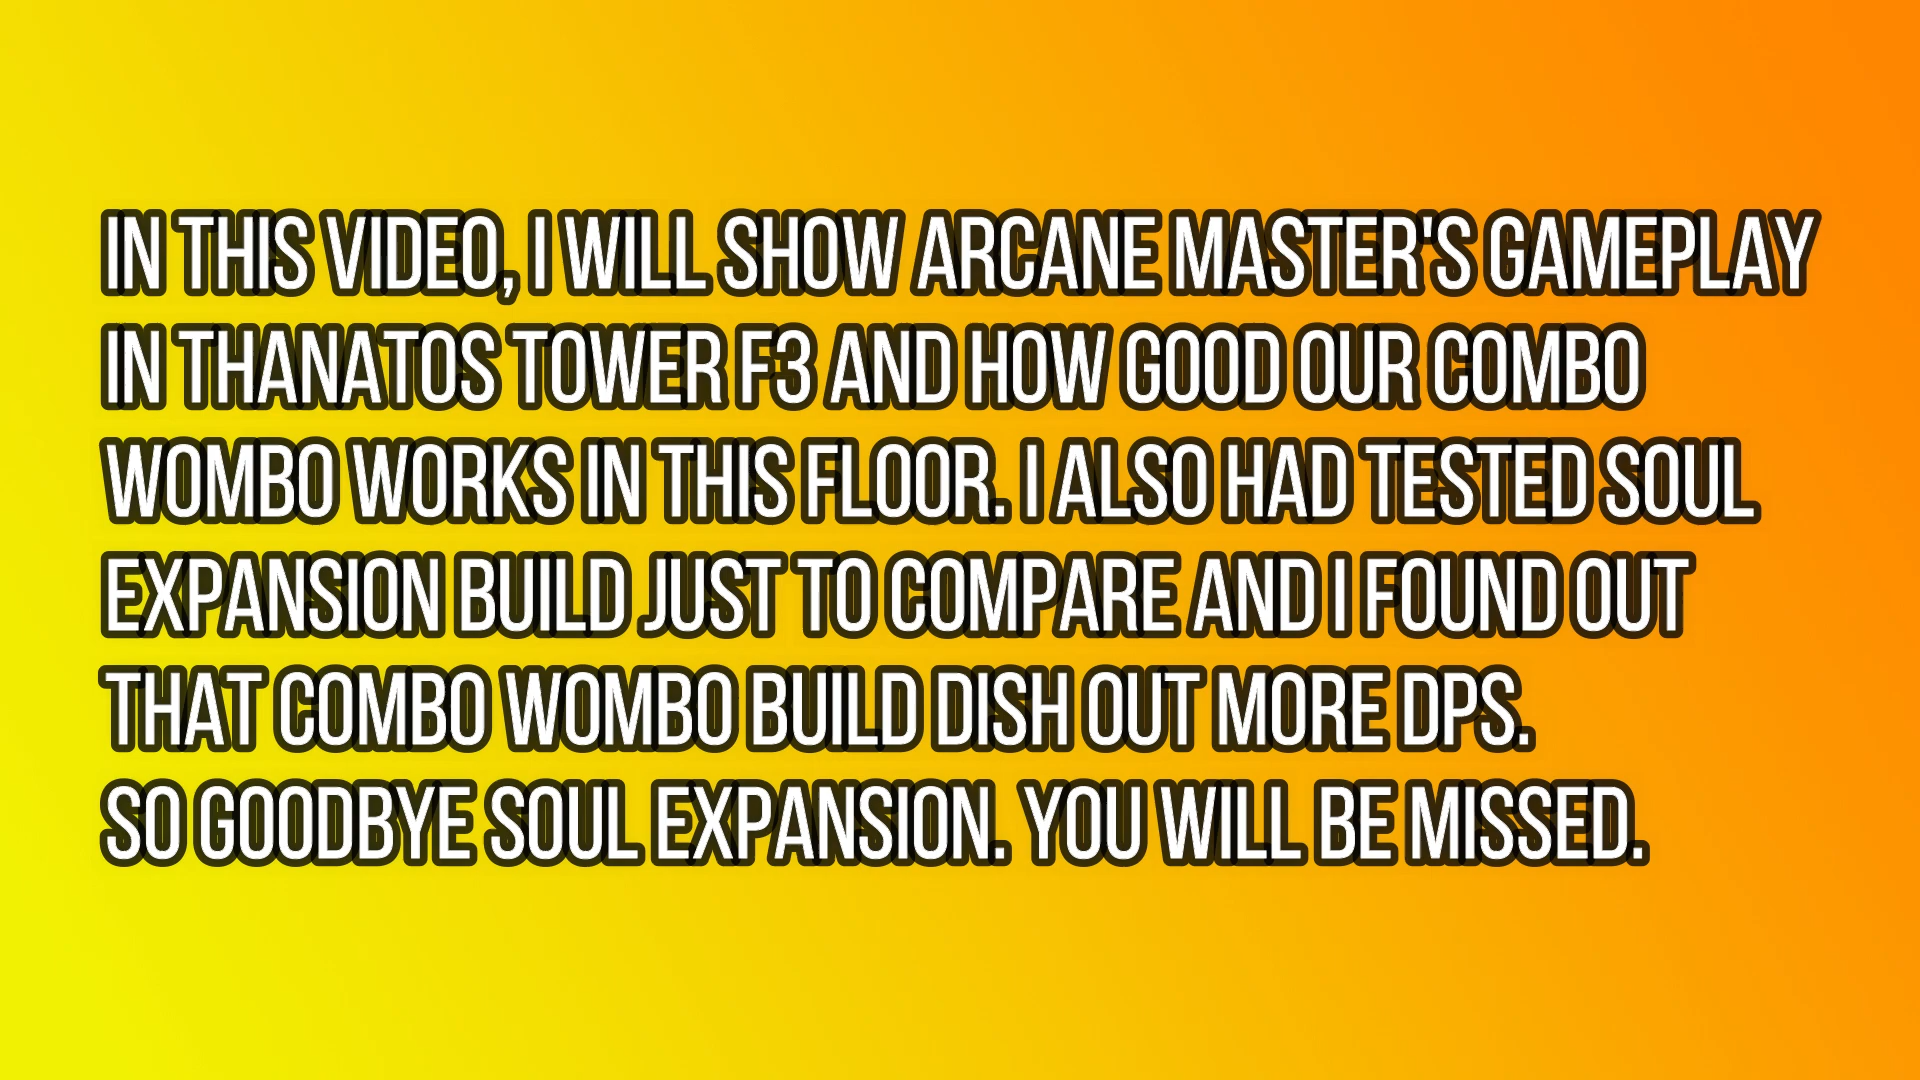 IN THIS VIDEO, I WILL SHOW ARCANE MASTER'S GAMEPLAY
IN THANATOS TOWER F3 AND HOW GOOD OUR COMBO
WOMBO WORKS IN THIS FLOOR. I ALSO HAD TESTED SOUL
EXPANSION BUILD JUST TO COMPARE AND I FOUND OUT
THAT COMBO WOMBO BUILD DISH OUT MORE DPS.
SO GOODBYE SOUL EXPANSION. YOU WILL BE MISSED.